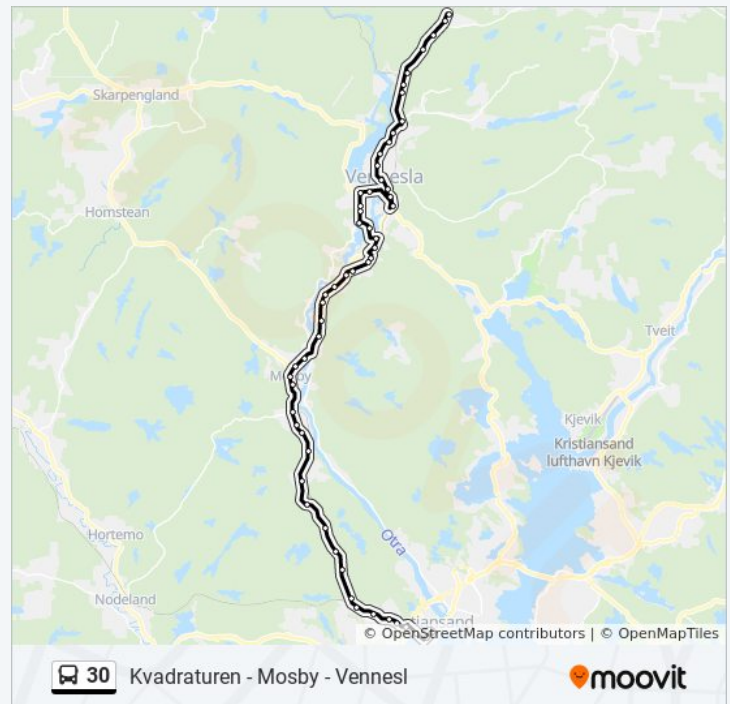 Skarpengland
Vennesla
Homstean
Tveit
Mosby
Kjevik
Kristiansand
lufthavn Kjevik
Otra
Hortemo
Nodeland
© OpenStreetMap contributors | © OpenMapTiles
30 Kvadraturen - Mosby - Vennesl
moovit